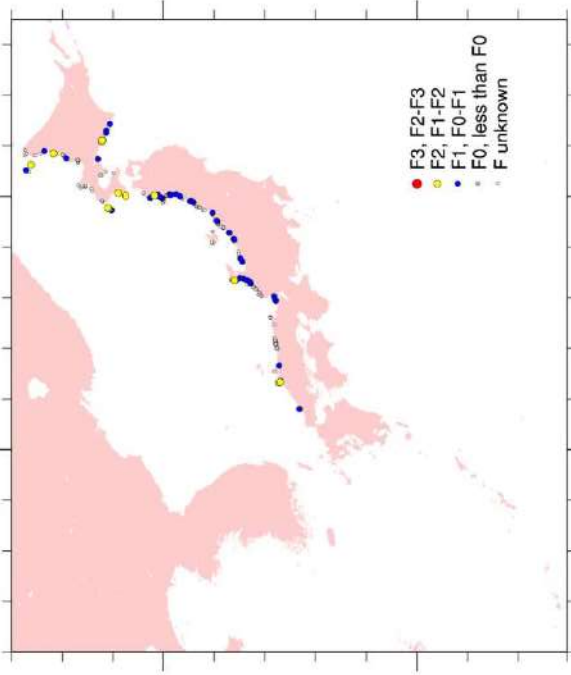 F3, F2-F3
F2, F1-F2
F1, F0-F1
F0, less than F0
F unknown